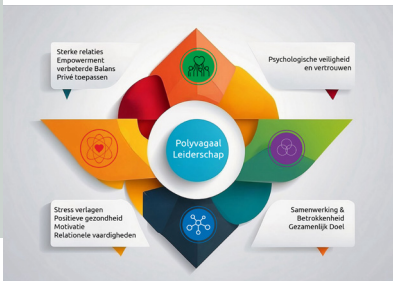 Sterke relaties
Empowerment
verbeterde Balans
Privé toepassen
Psychologische veiligheid
en vertrouwen
Polyvagaal
Leiderschap
Stress verlagen
Positieve gezondheid
Motivatie
Relationele vaardigheden
Samenwerking &
Betrokkenheid
Gezamenlijk Doel